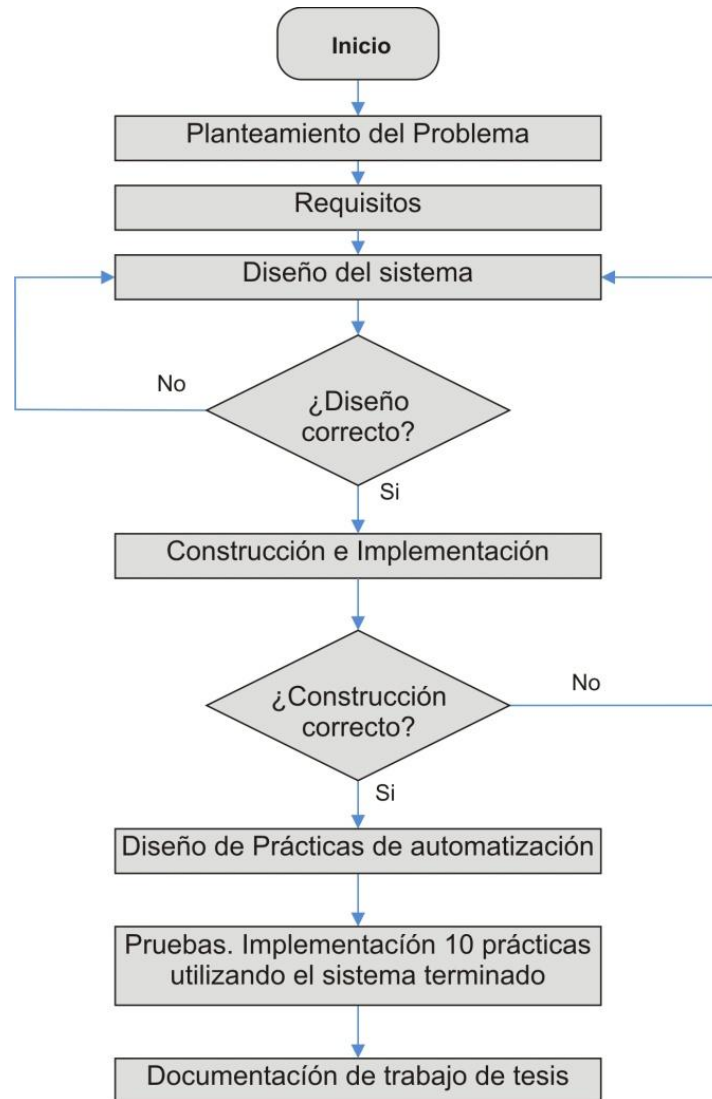 Inicio
Planteamiento del Problema
Requisitos
Diseño del sistema
No
¿Diseño
correcto?
Si
Construcción e Implementación
¿Construcción
correcto?
No
Si
Diseño de Prácticas de automatización
Pruebas. Implementacíón 10 prácticas
utilizando el sistema terminado
Documentacíón de trabajo de tesis